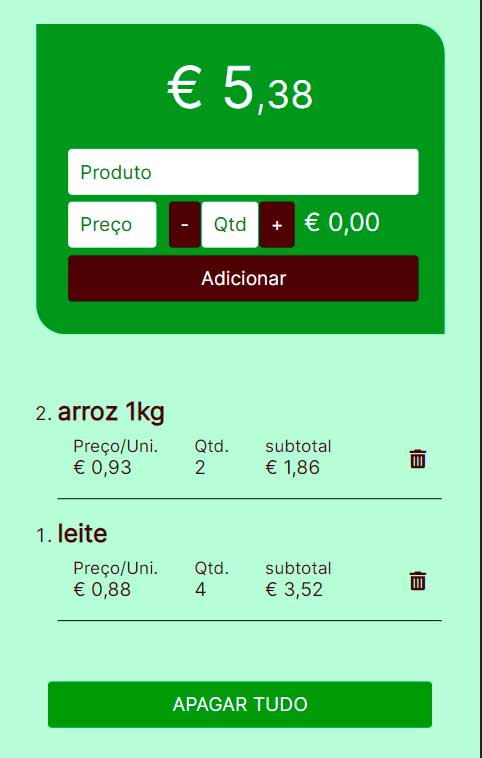 € 5,38
Produto
Preço - Qtd + € 0,00
Adicionar
2. arroz 1kg
Preço/Uni. Qtd. subtotal
€ 0,93 2 € 1,86
1. leite
Preço/Uni. Qtd. subtotal
€ 0,88 4 € 3,52
APAGAR TUDO